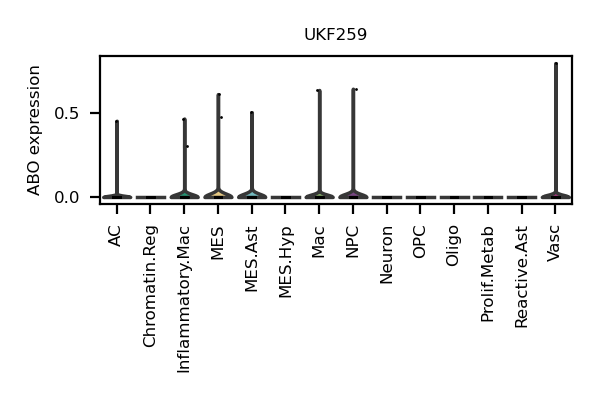 UKF259
ABO expression
0.5
0.0
AC
Chromatin.Reg
Inflammatory.Mac
MES
MES.Ast
MES.Hyp
Mac
NPC
Neuron
OPC
Oligo
Prolif.Metab
Reactive.Ast
Vasc